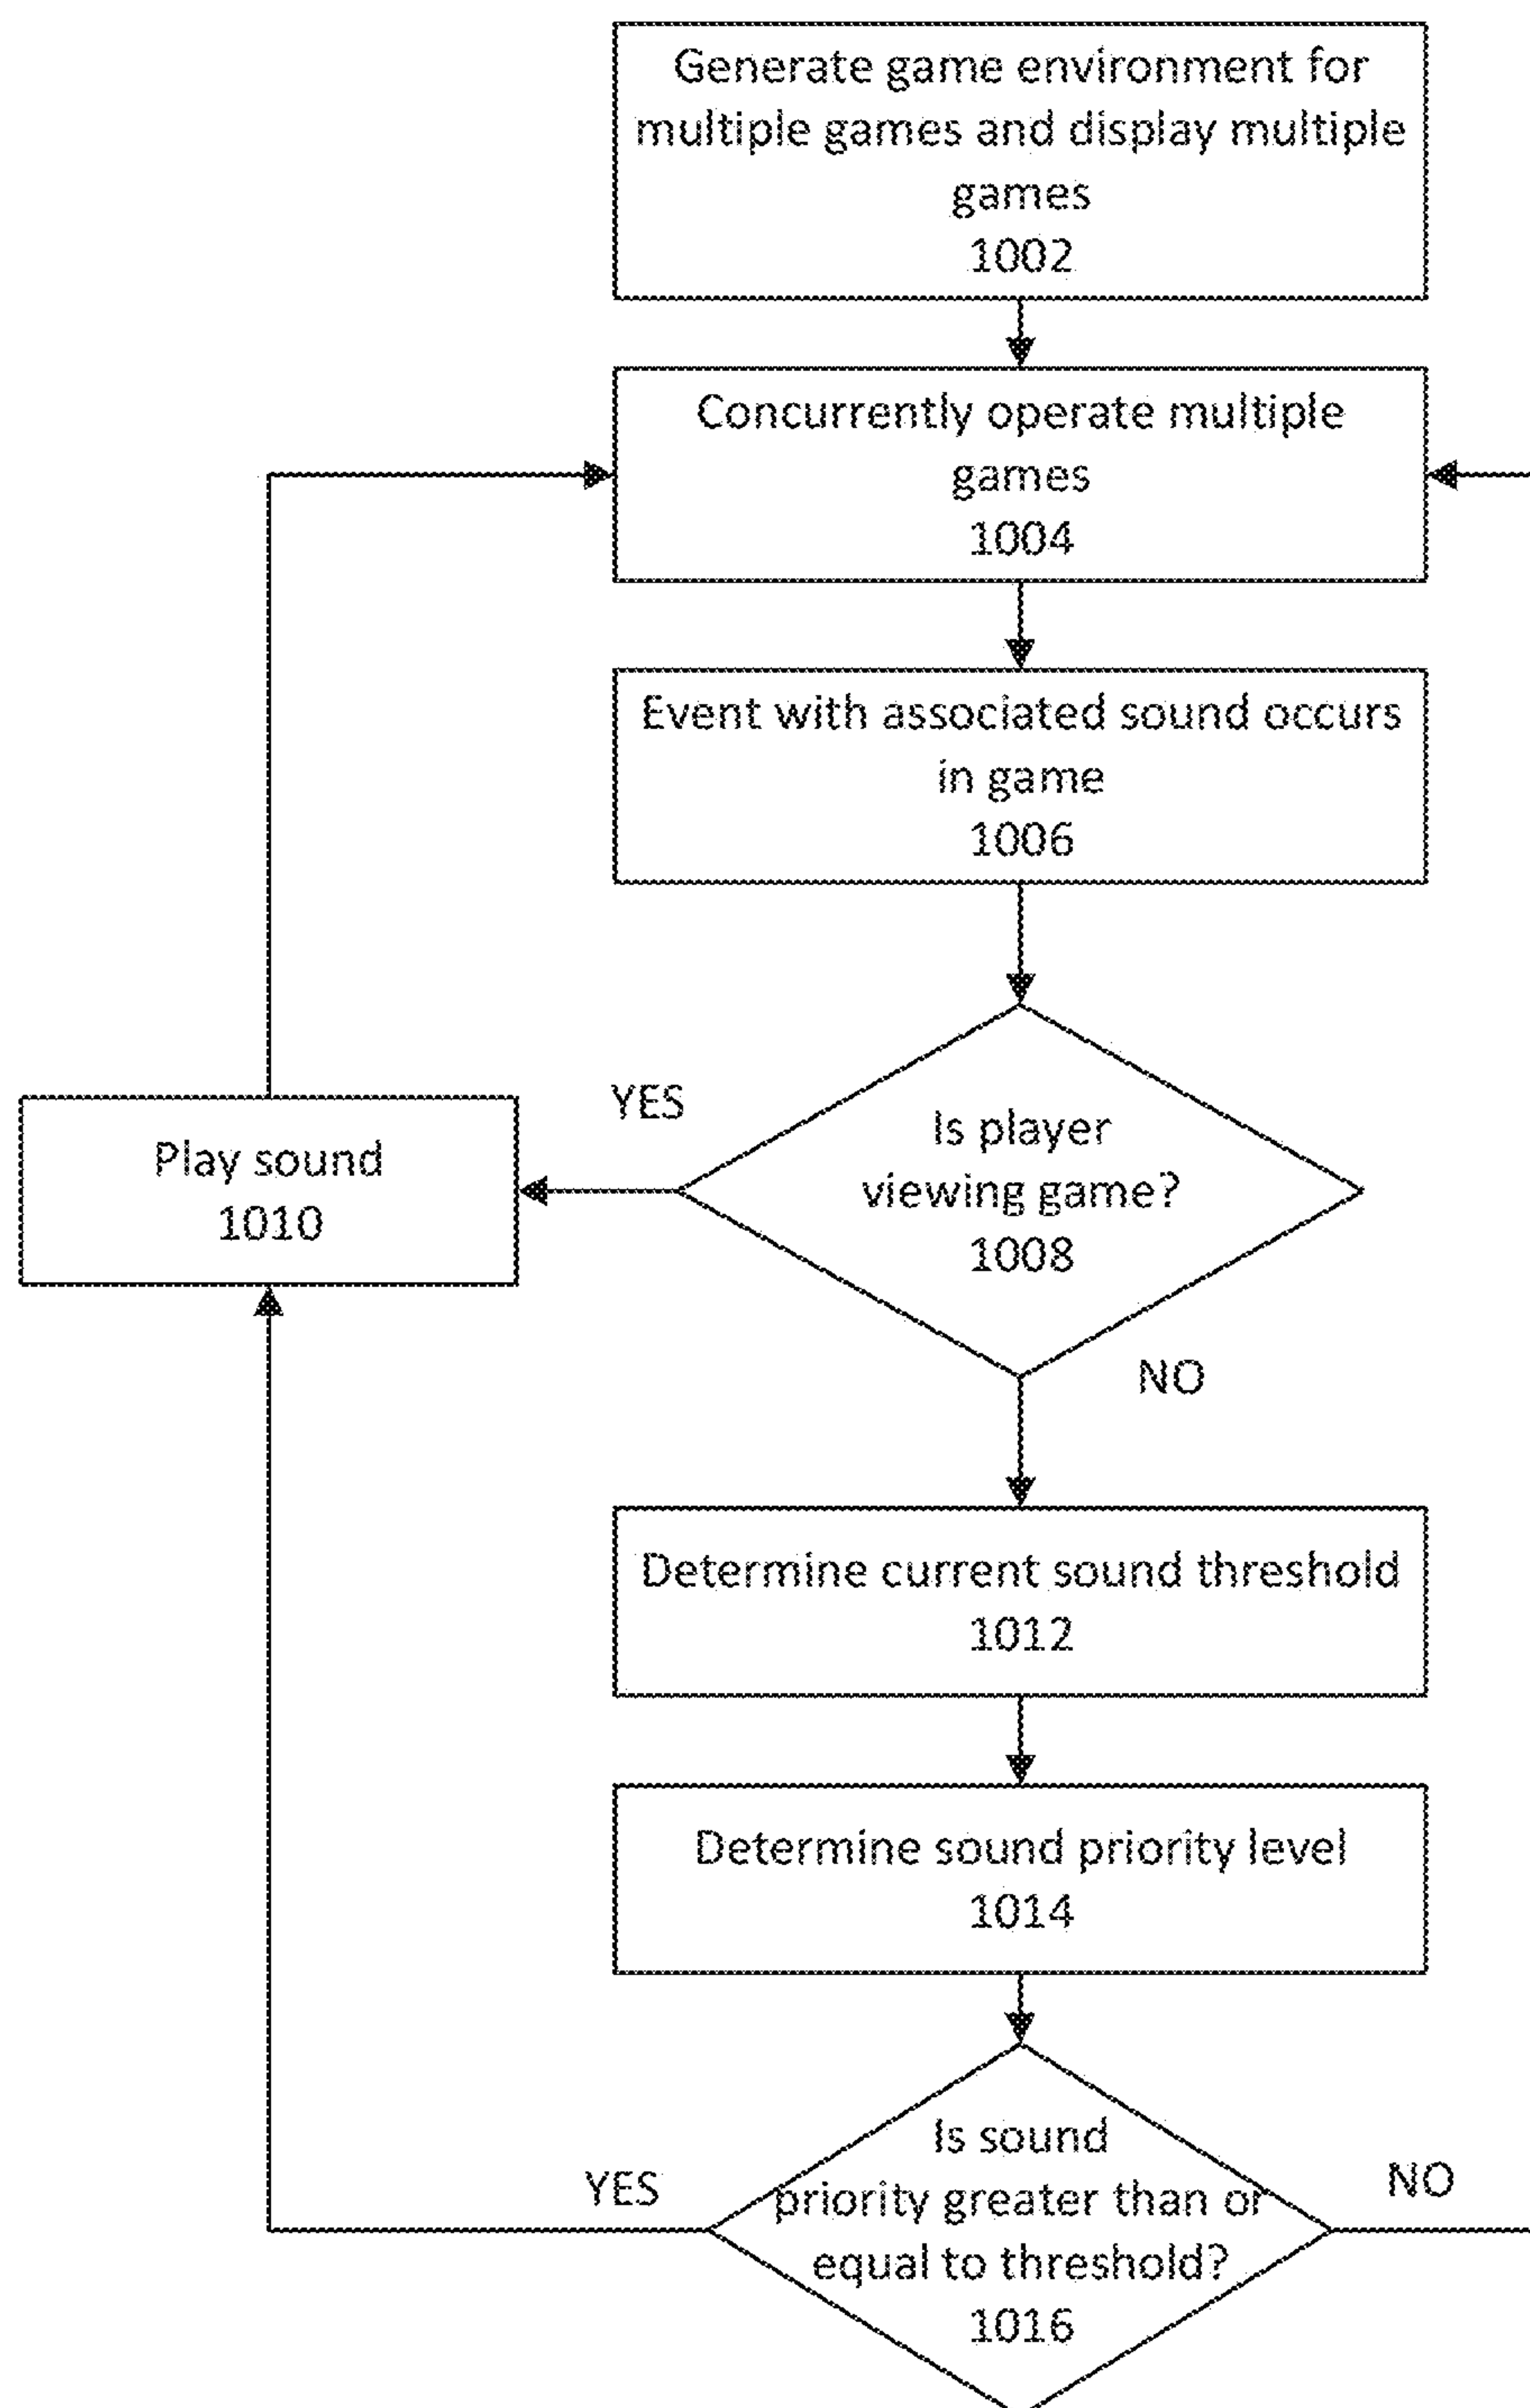 Generate game environment for
multiple games and display multiple
games
1002
Concurrently operate multiple
games
1004
Event with associated sound occurs
in game
1006
YES
Is player
viewing game?
1008
Play sound
1010
NO
Determine current sound threshold
1012
Determine sound priority level
1014
Is sound
priority greater than or
equal to threshold?
1016
YES
NO